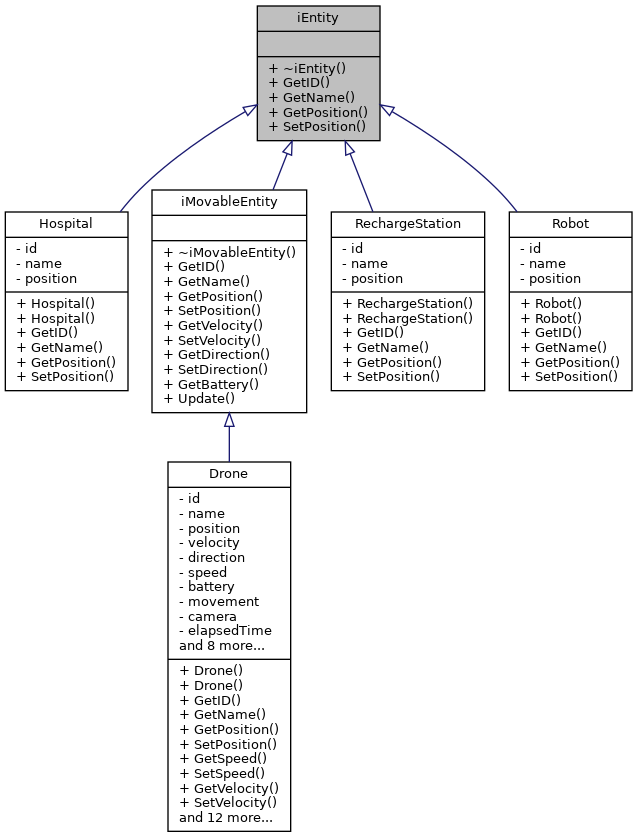 iEntity
+ ~iEntity()
+ GetID()
+ GetName()
+ GetPosition()
+ SetPosition()
Hospital
- id
- name
- position
+ Hospital()
+ Hospital()
+ GetID()
+ GetName()
+ GetPosition()
+ SetPosition()
iMovableEntity
+ ~iMovableEntity()
+ GetID()
+ GetName()
+ GetPosition()
+ SetPosition()
+ GetVelocity()
+ SetVelocity()
+ GetDirection()
+ SetDirection()
+ GetBattery()
+ Update()
RechargeStation
- id
- name
- position
+ RechargeStation()
+ RechargeStation()
+ GetID()
+ GetName()
+ GetPosition()
+ SetPosition()
Robot
- id
- name
- position
+ Robot()
+ Robot()
+ GetID()
+ GetName()
+ GetPosition()
+ SetPosition()
Drone
- id
- name
- position
- velocity
- direction
- speed
- battery
- movement
- camera
- elapsedTime
and 8 more...
+ Drone()
+ Drone()
+ GetID()
+ GetName()
+ GetPosition()
+ SetPosition()
+ GetSpeed()
+ SetSpeed()
+ GetVelocity()
+ SetVelocity()
and 12 more...